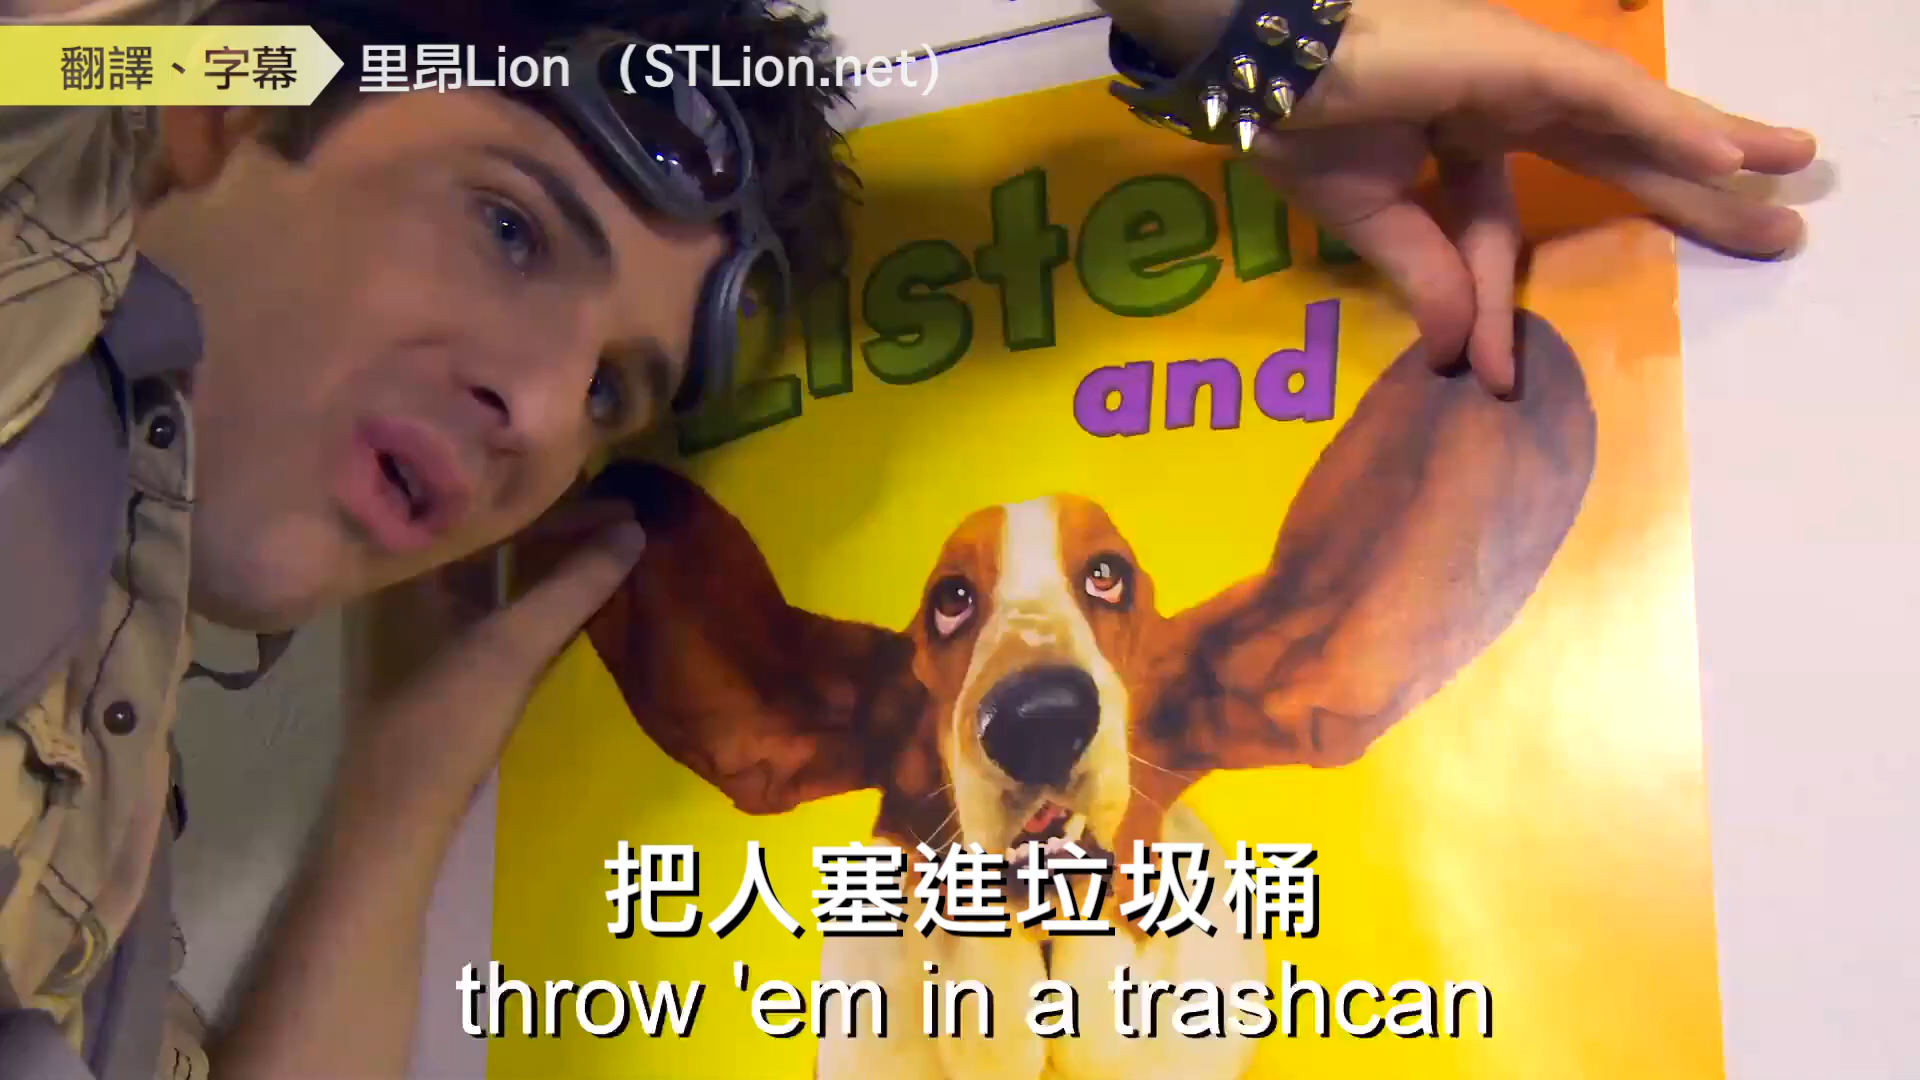 翻譯、字幕 里昂Lion （STLion.net）
Listen
and
把人塞進垃圾桶
throw 'em in a trashcan